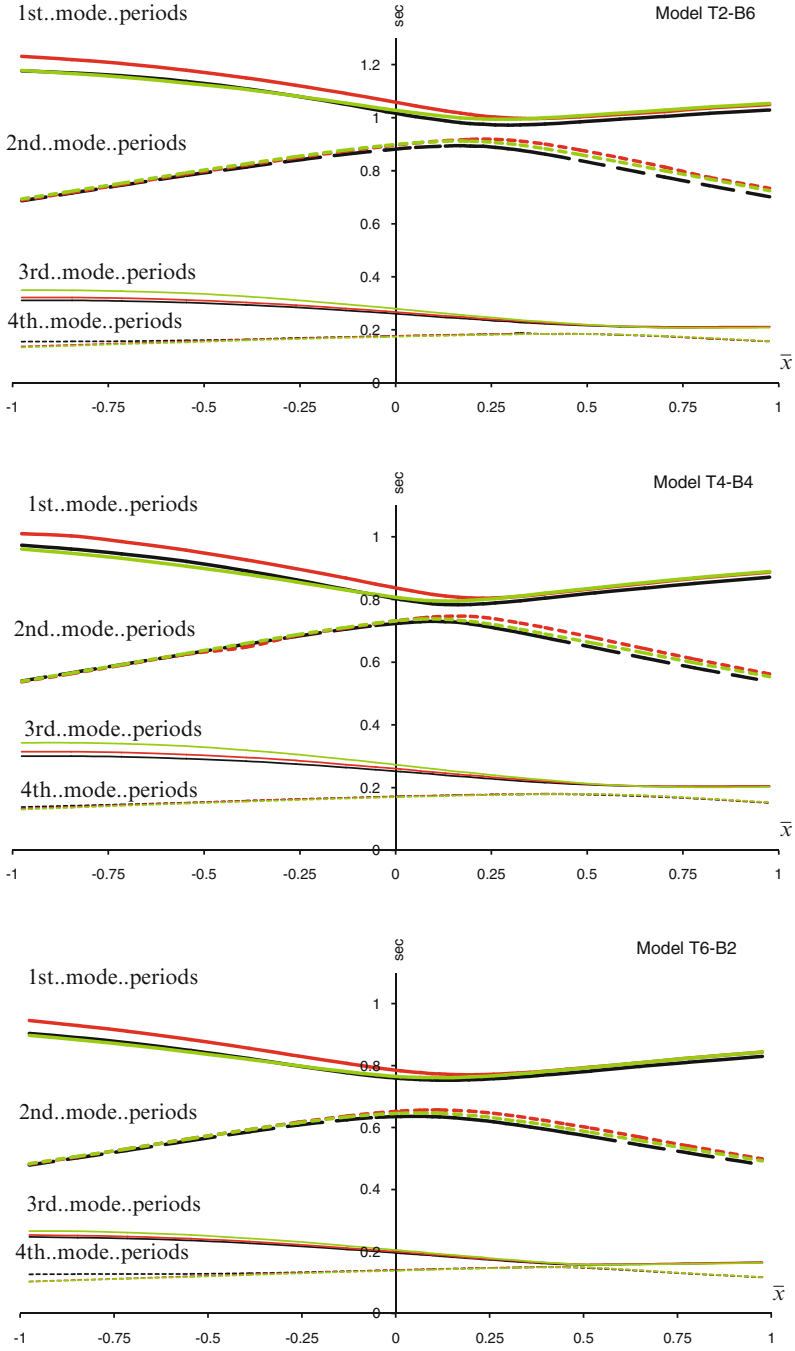 1st..mode..periods
sec
Model T2-B6
1.2
1
2nd..mode..periods
0.8
0.6
3rd..mode..periods
0.4
4th..mode..periods
0.2
x̅
0
-1 -0.75 -0.5 -0.25 0 0.25 0.5 0.75 1
sec
Model T4-B4
1st..mode..periods
1
0.8
2nd..mode..periods
0.6
0.4
3rd..mode..periods
0.2
4th..mode..periods
x̅
0
-1 -0.75 -0.5 -0.25 0 0.25 0.5 0.75 1
sec
Model T6-B2
1st..mode..periods
1
0.8
2nd..mode..periods
0.6
0.4
3rd..mode..periods
4th..mode..periods
0.2
x̅
0
-1 -0.75 -0.5 -0.25 0 0.25 0.5 0.75 1